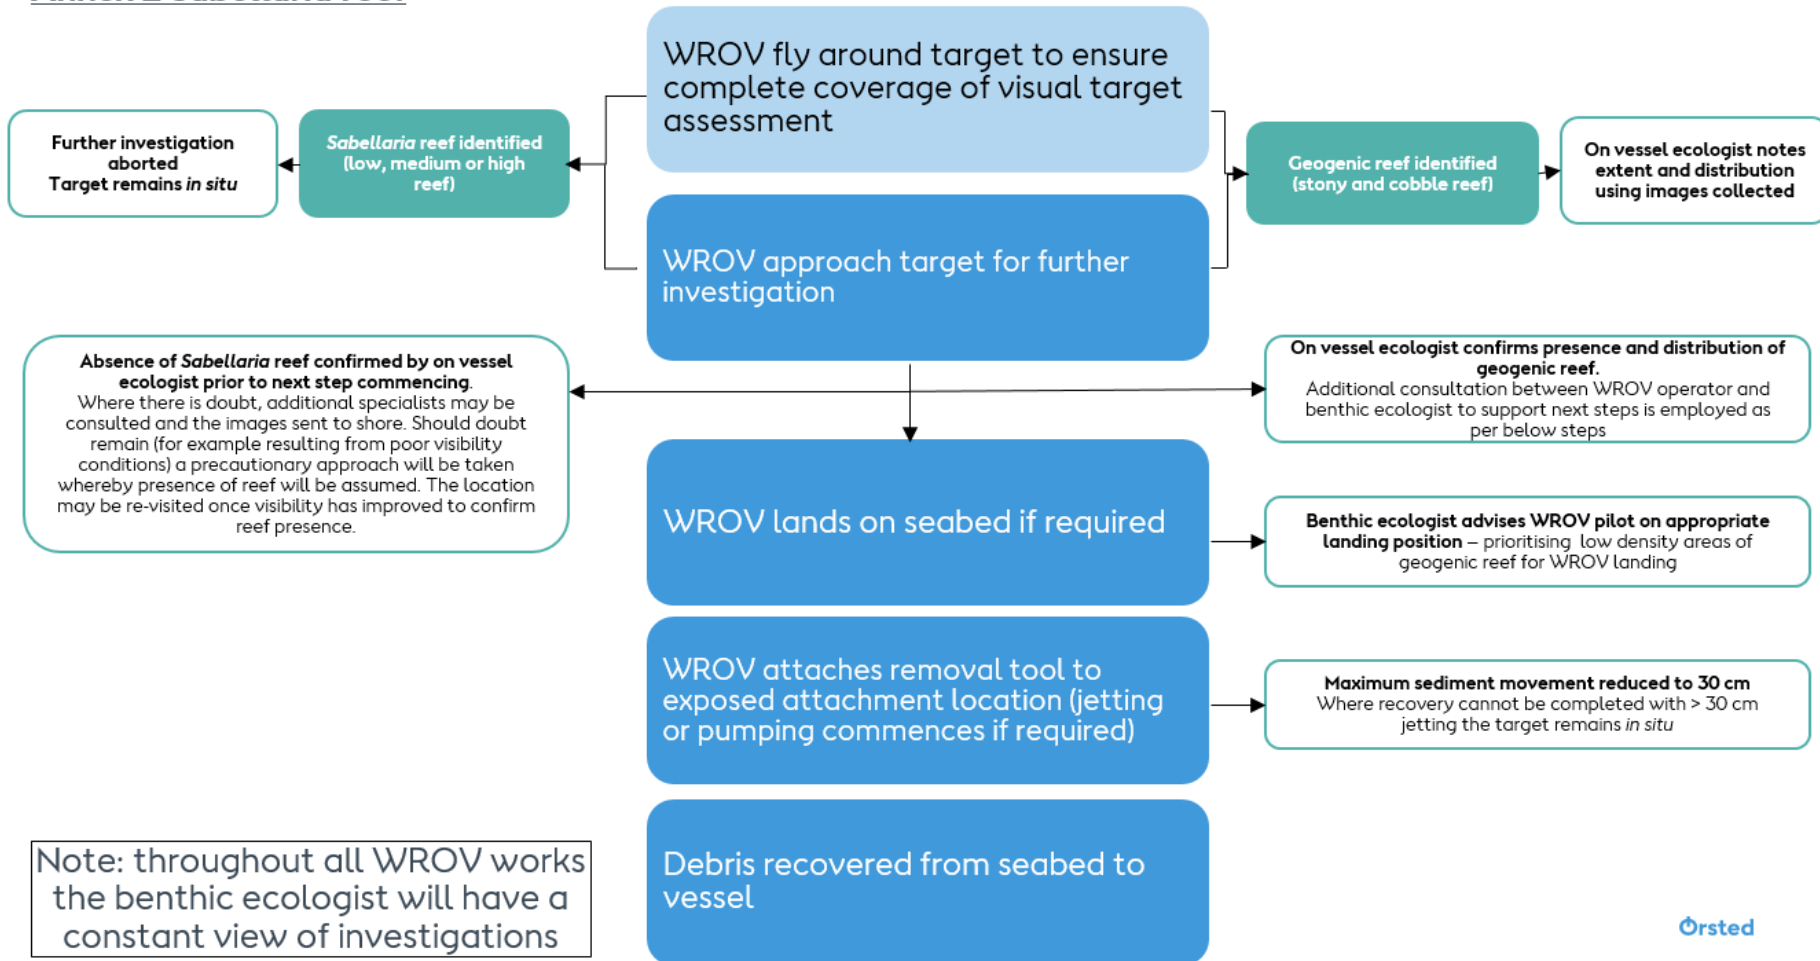 WROV fly around target to ensure
complete coverage of visual target
assessment
Further investigation
aborted
Target remains in situ
Sabellaria reef identified
(low, medium or high
reef)
Geogenic reef identified
(stony and cobble reef)
On vessel ecologist notes
extent and distribution
using images collected
WROV approach target for further
investigation
Absence of Sabellaria reef confirmed by on vessel
ecologist prior to next step commencing.
Where there is doubt, additional specialists may be
consulted and the images sent to shore. Should doubt
remain (for example resulting from poor visibility
conditions) a precautionary approach will be taken
whereby presence of reef will be assumed. The location
may be re-visited once visibility has improved to confirm
reef presence.
On vessel ecologist confirms presence and distribution of
geogenic reef.
Additional consultation between WROV operator and
benthic ecologist to support next steps is employed as
per below steps
WROV lands on seabed if required
Benthic ecologist advises WROV pilot on appropriate
landing position – prioritising low density areas of
geogenic reef for WROV landing
WROV attaches removal tool to
exposed attachment location (jetting
or pumping commences if required)
Maximum sediment movement reduced to 30 cm
Where recovery cannot be completed with > 30 cm
jetting the target remains in situ
Debris recovered from seabed to
vessel
Note: throughout all WROV works
the benthic ecologist will have a
constant view of investigations
Ørsted